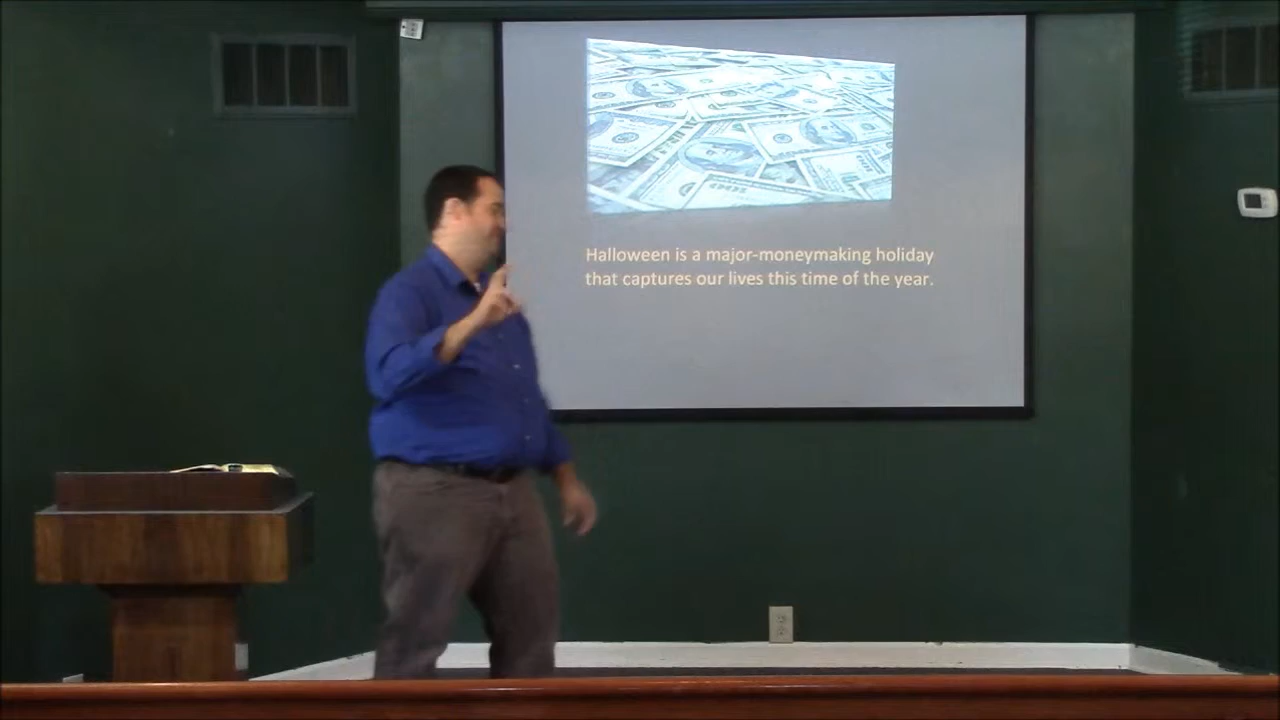 Halloween is a major-moneymaking holiday
that captures our lives this time of the year.